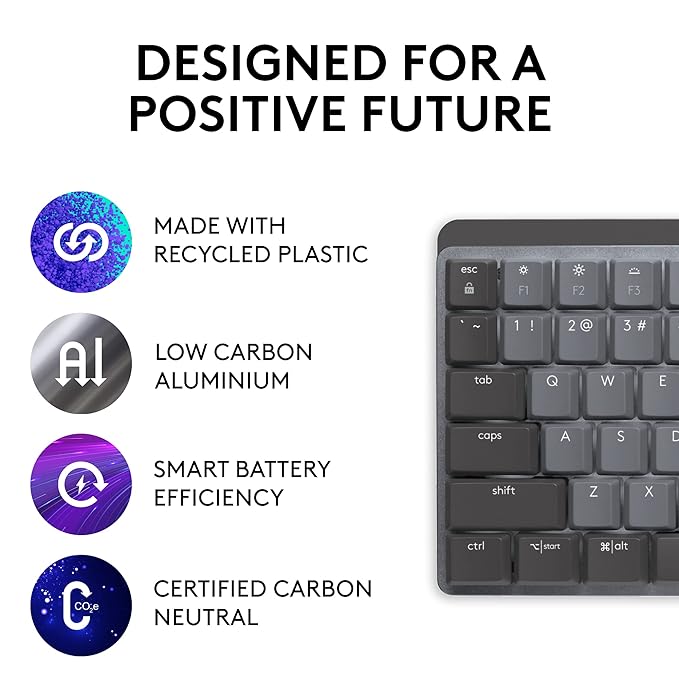 DESIGNED FOR A
POSITIVE FUTURE
MADE WITH
RECYCLED PLASTIC
Al
LOW CARBON
ALUMINIUM
SMART BATTERY
EFFICIENCY
CO₂e
CERTIFIED CARBON
NEUTRAL
esc F1 F2 F3
fn
` ~ 1 ! 2 @ 3 #
tab Q W E
caps A S D
shift Z X
ctrl ⌥|start ⌘|alt